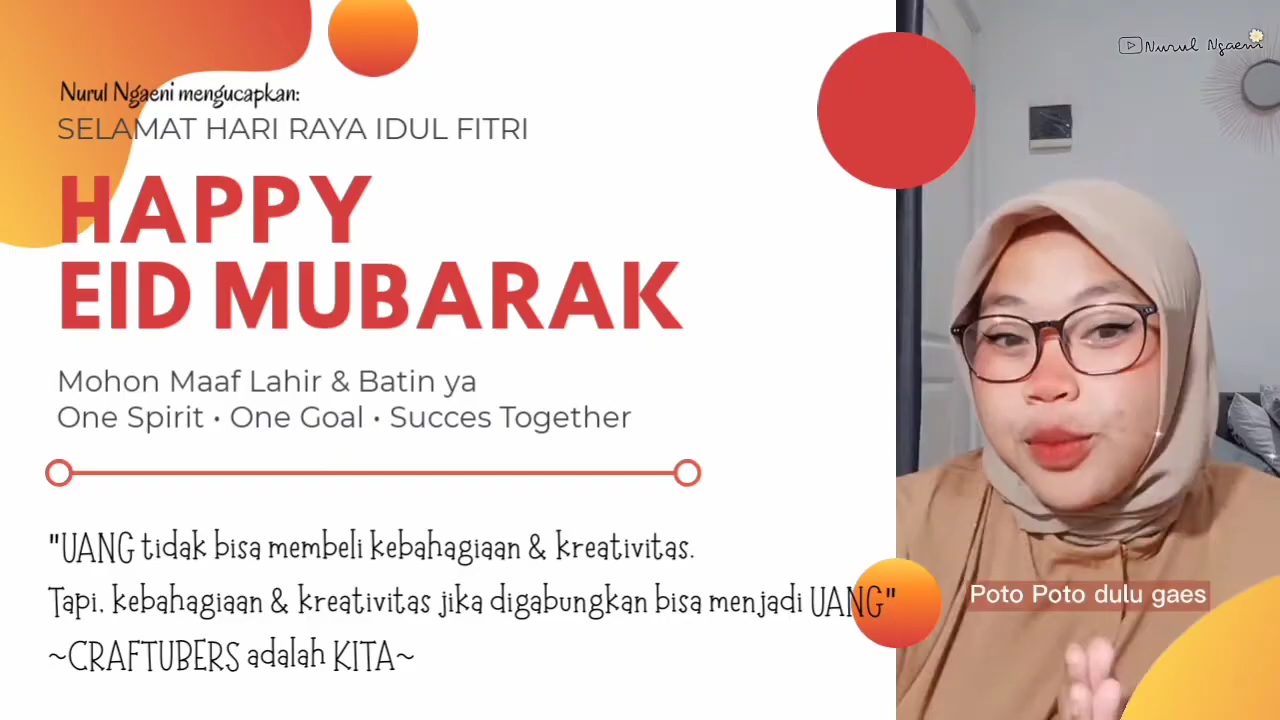 Nurul Ngaeni mengucapkan:
SELAMAT HARI RAYA IDUL FITRI
HAPPY
EID MUBARAK
Mohon Maaf Lahir & Batin ya
One Spirit • One Goal • Succes Together
"UANG tidak bisa membeli kebahagiaan & kreativitas.
Tapi, kebahagiaan & kreativitas jika digabungkan bisa menjadi UANG"
~CRAFTUBERS adalah KITA~
Nurul Ngaeni
Poto Poto dulu gaes